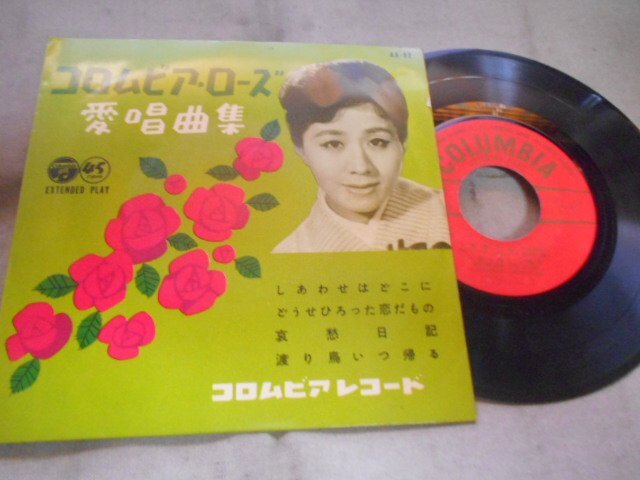 コロムビア・ローズ
愛唱曲集
45
EXTENDED PLAY
しあわせはどこに
どうせひろった恋だもの
哀愁日記
渡り鳥いつ帰る
コロムビアレコード
COLUMBIA